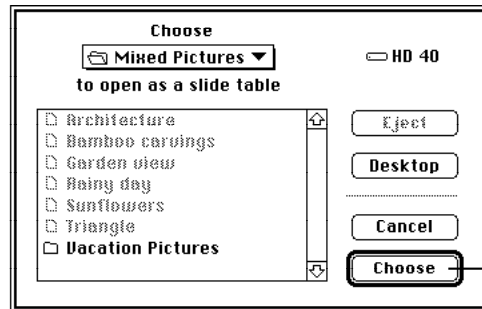 Choose
Mixed Pictures
HD 40
to open as a slide table
Architecture
Bamboo carvings
Garden view
Rainy day
Sunflowers
Triangle
Vacation Pictures
Eject
Desktop
Cancel
Choose